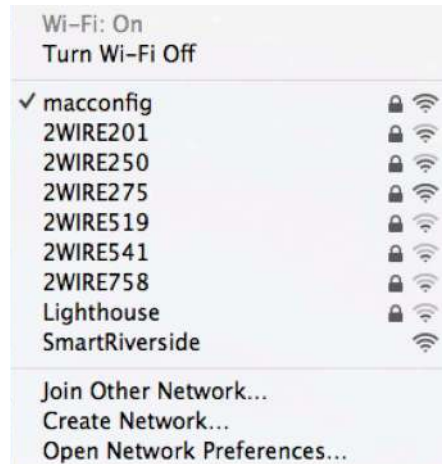 Wi-Fi: On
Turn Wi-Fi Off
✓ macconfig
2WIRE201
2WIRE250
2WIRE275
2WIRE519
2WIRE541
2WIRE758
Lighthouse
SmartRiverside
Join Other Network...
Create Network...
Open Network Preferences...